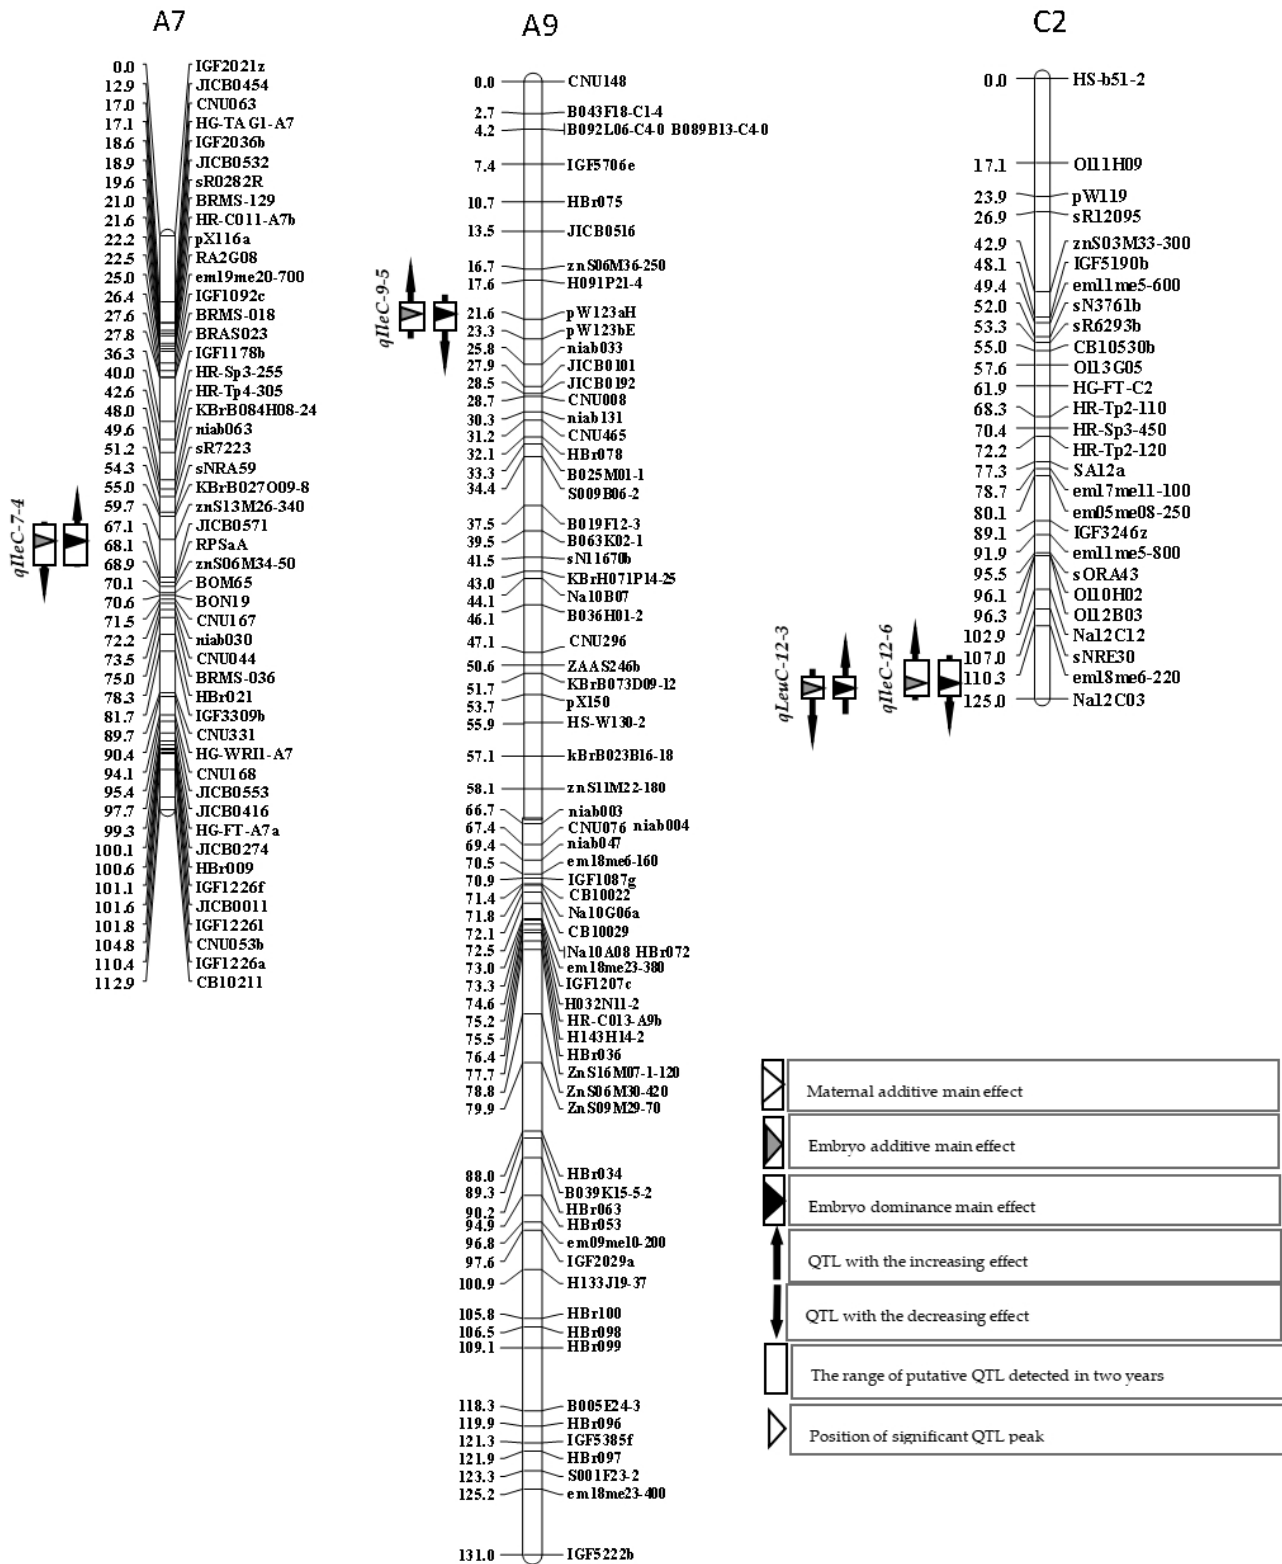 A7
0.0 IGF2021z
12.9 JICB0454
17.0 CNU063
17.1 HG-TAG1-A7
18.6 IGF2036b
18.9 JICB0532
19.6 sR0282R
21.0 BRMS-129
21.6 HR-C011-A7b
22.2 pX116a
22.5 RA2G08
25.0 em19me20-700
26.4 IGF1092c
27.6 BRMS-018
27.8 BRAS023
36.3 IGF1178b
40.0 HR-Sp3-255
42.6 HR-Tp4-305
48.0 KBrB084H08-24
49.6 niab063
51.2 sR7223
54.3 sNRA59
55.0 KBrB027O09-8
59.7 znS13M26-340
67.1 JICB0571
68.1 RPSaA
68.9 znS06M34-50
70.1 BOM65
70.6 BON19
71.5 CNU167
72.2 niab030
73.5 CNU044
75.0 BRMS-036
78.3 HBr021
81.7 IGF3309b
89.7 CNU331
90.4 HG-WRI1-A7
94.1 CNU168
95.4 JICB0553
97.7 JICB0416
99.3 HG-FT-A7a
100.1 JICB0274
100.6 HBr009
101.1 IGF1226f
101.6 JICB0011
101.8 IGF1226l
104.8 CNU053b
110.4 IGF1226a
112.9 CB10211
qIleC-7-4
A9
0.0 CNU148
2.7 B043F18-C1-4
4.2 B092L06-C4-0 B089B13-C4-0
7.4 IGF5706e
10.7 HBr075
13.5 JICB0516
16.7 znS06M36-250
17.6 H091P21-4
21.6 pW123aH
23.3 pW123bE
25.8 niab033
27.9 JICB0101
28.5 JICB0192
28.7 CNU008
30.3 niab131
31.2 CNU465
32.1 HBr078
33.3 B025M01-1
34.4 S009B06-2
37.5 B019F12-3
39.5 B063K02-1
41.5 sN11670b
43.0 KBrH071P14-25
44.1 Na10B07
46.1 B036H01-2
47.1 CNU296
50.6 ZAAS246b
51.7 KBrB073D09-12
53.7 pX150
55.9 HS-W130-2
57.1 kBrB023B16-18
58.1 znS11M22-180
66.7 niab003
67.4 CNU076 niab004
69.4 niab047
70.5 em18me6-160
70.9 IGF1087g
71.4 CB10022
71.8 Na10G06a
72.1 CB10029
72.5 Na10A08 HBr072
73.0 em18me23-380
73.3 IGF1207c
74.6 H032N11-2
75.2 HR-C013-A9b
75.5 H143H14-2
76.4 HBr036
77.7 ZnS16M07-1-120
78.8 ZnS06M30-420
79.9 ZnS09M29-70
88.0 HBr034
89.3 B039K15-5-2
90.2 HBr063
94.9 HBr053
96.8 em09me10-200
97.6 IGF2029a
100.9 H133J19-37
105.8 HBr100
106.5 HBr098
109.1 HBr099
118.3 B005E24-3
119.9 HBr096
121.3 IGF5385f
121.9 HBr097
123.3 S001F23-2
125.2 em18me23-400
131.0 IGF5222b
qIleC-9-5
C2
0.0 HS-b51-2
17.1 Ol11H09
23.9 pW119
26.9 sR12095
42.9 znS03M33-300
48.1 IGF5190b
49.4 em11me5-600
52.0 sN3761b
53.3 sR6293b
55.0 CB10530b
57.6 Ol13G05
61.9 HG-FT-C2
68.3 HR-Tp2-110
70.4 HR-Sp3-450
72.2 HR-Tp2-120
77.3 SA12a
78.7 em17me11-100
80.1 em05me08-250
89.1 IGF3246z
91.9 em11me5-800
95.5 sORA43
96.1 Ol10H02
96.3 Ol12B03
102.9 Na12C12
107.0 sNRE30
110.3 em18me6-220
125.0 Na12C03
qLeuC-12-3
qIleC-12-6
Maternal additive main effect
Embryo additive main effect
Embryo dominance main effect
QTL with the increasing effect
QTL with the decreasing effect
The range of putative QTL detected in two years
Position of significant QTL peak